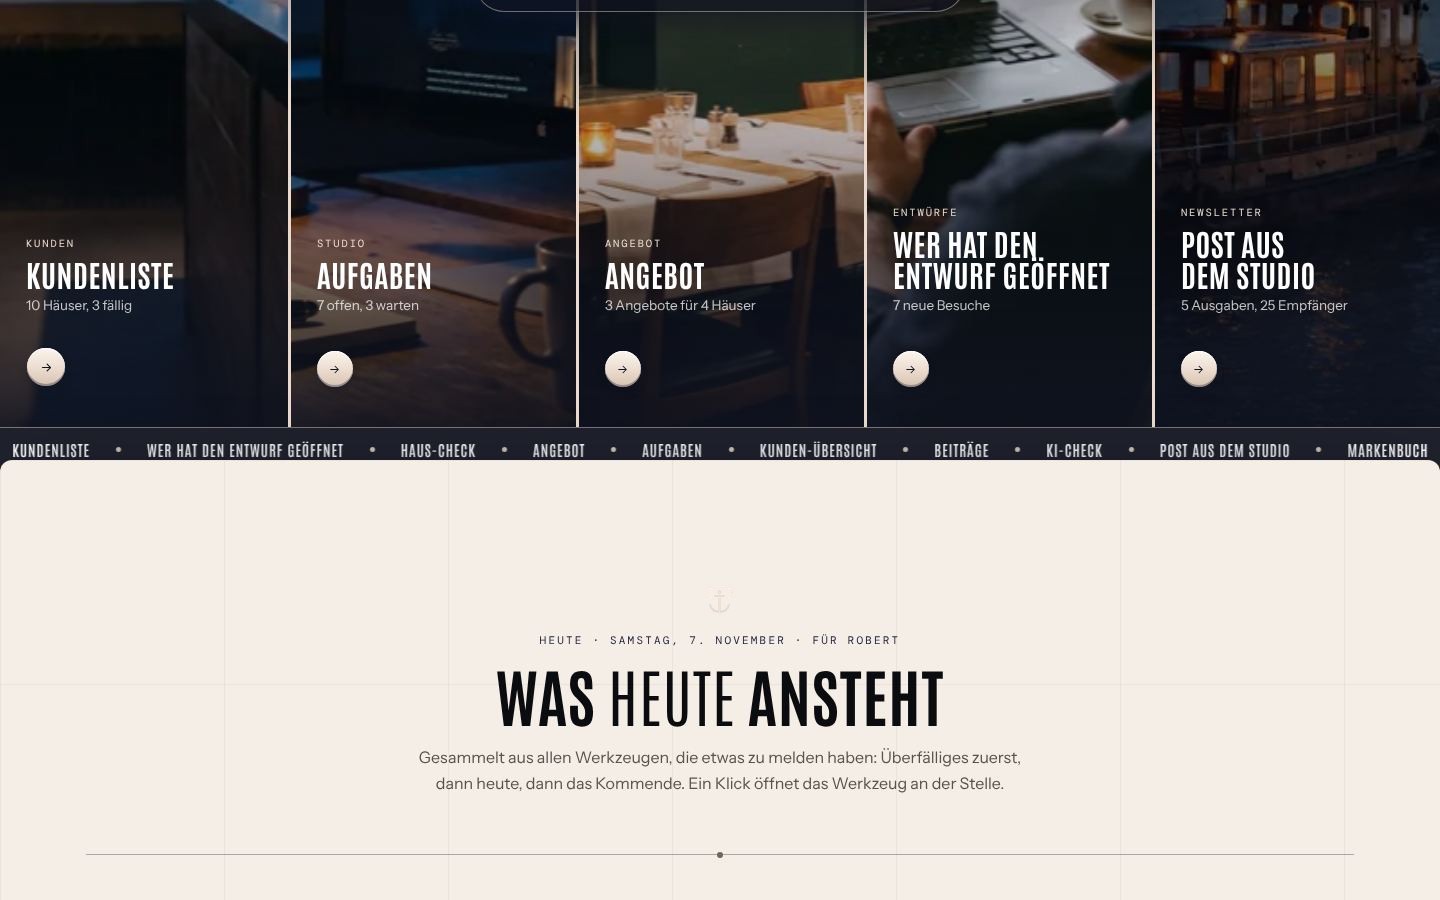 KUNDEN
KUNDENLISTE
10 Häuser, 3 fällig
→
STUDIO
AUFGABEN
7 offen, 3 warten
→
ANGEBOT
ANGEBOT
3 Angebote für 4 Häuser
→
ENTWÜRFE
WER HAT DEN
ENTWURF GEÖFFNET
7 neue Besuche
→
NEWSLETTER
POST AUS
DEM STUDIO
5 Ausgaben, 25 Empfänger
→
KUNDENLISTE • WER HAT DEN ENTWURF GEÖFFNET • HAUS-CHECK • ANGEBOT • AUFGABEN • KUNDEN-ÜBERSICHT • BEITRÄGE • KI-CHECK • POST AUS DEM STUDIO • MARKENBUCH
HEUTE · SAMSTAG, 7. NOVEMBER · FÜR ROBERT
WAS HEUTE ANSTEHT
Gesammelt aus allen Werkzeugen, die etwas zu melden haben: Überfälliges zuerst,
dann heute, dann das Kommende. Ein Klick öffnet das Werkzeug an der Stelle.